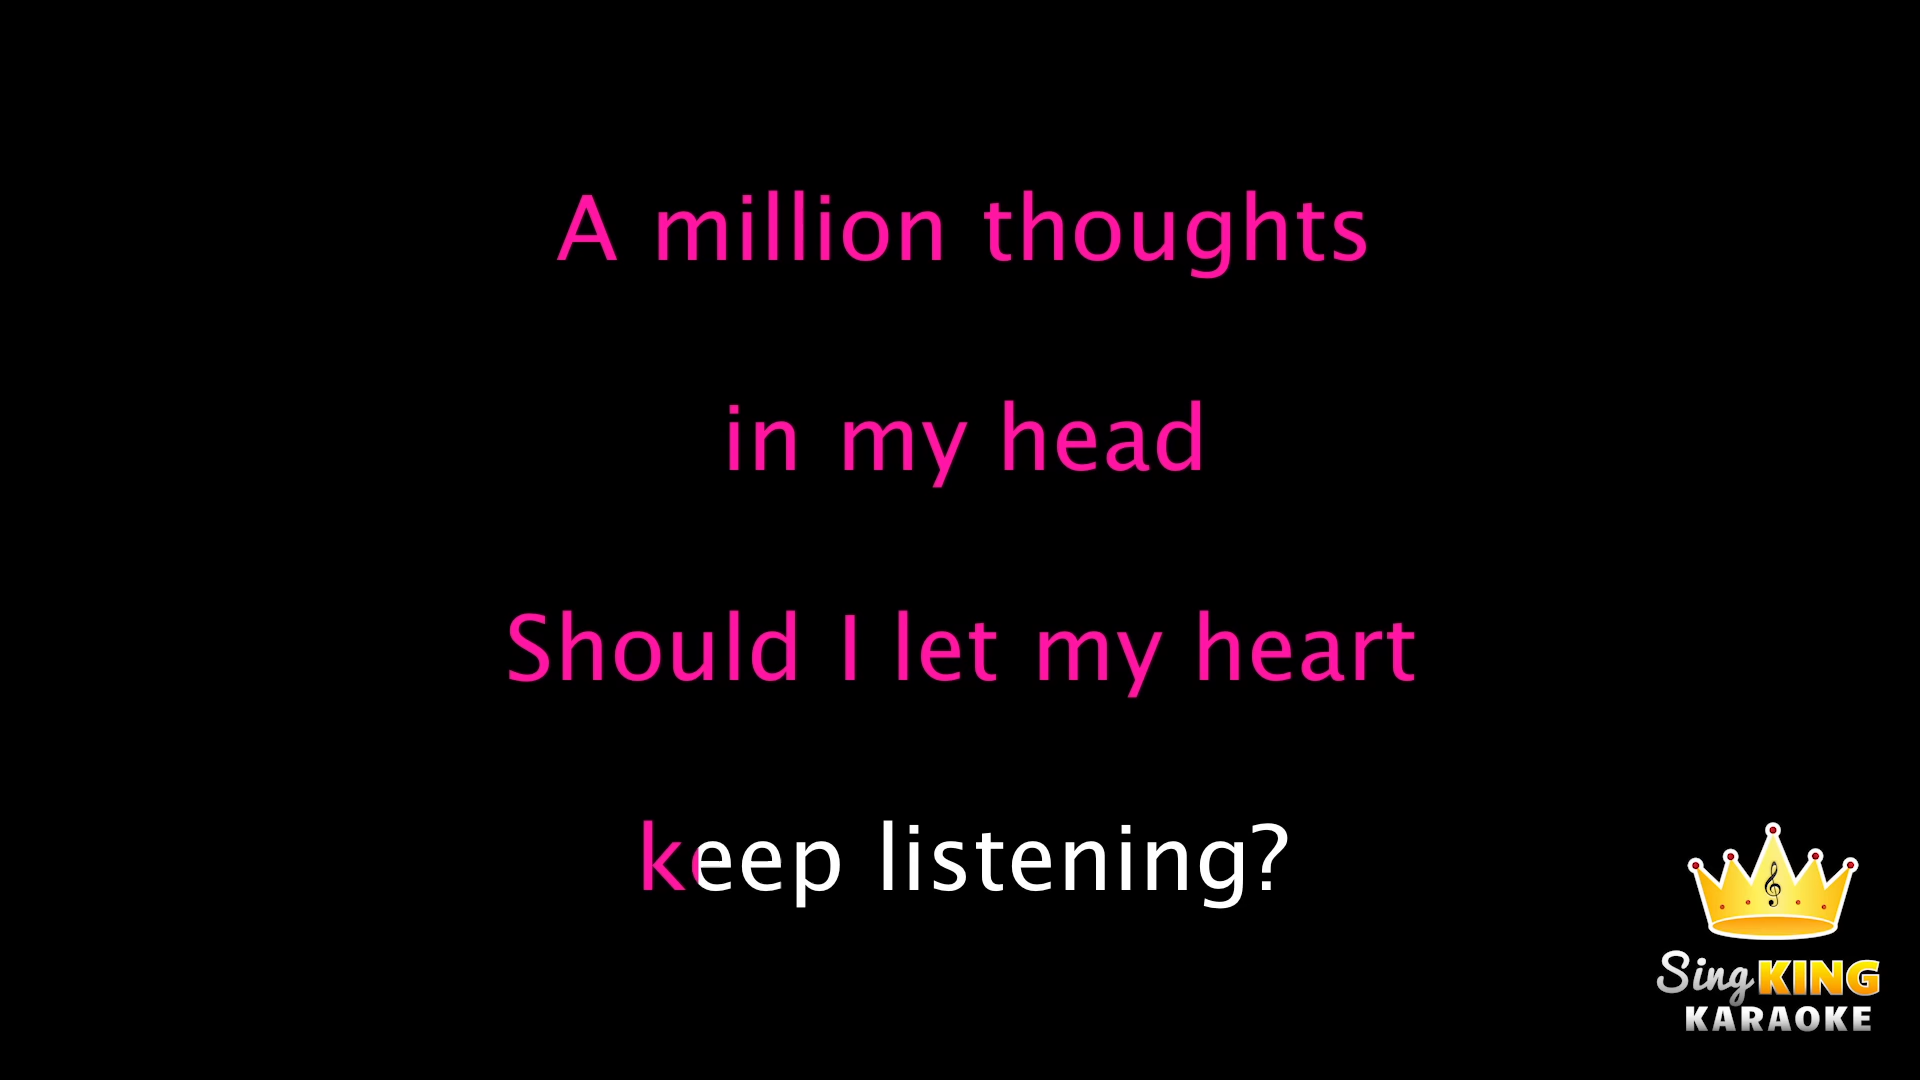 A million thoughts
in my head
Should I let my heart
keep listening?
Sing KING
KARAOKE